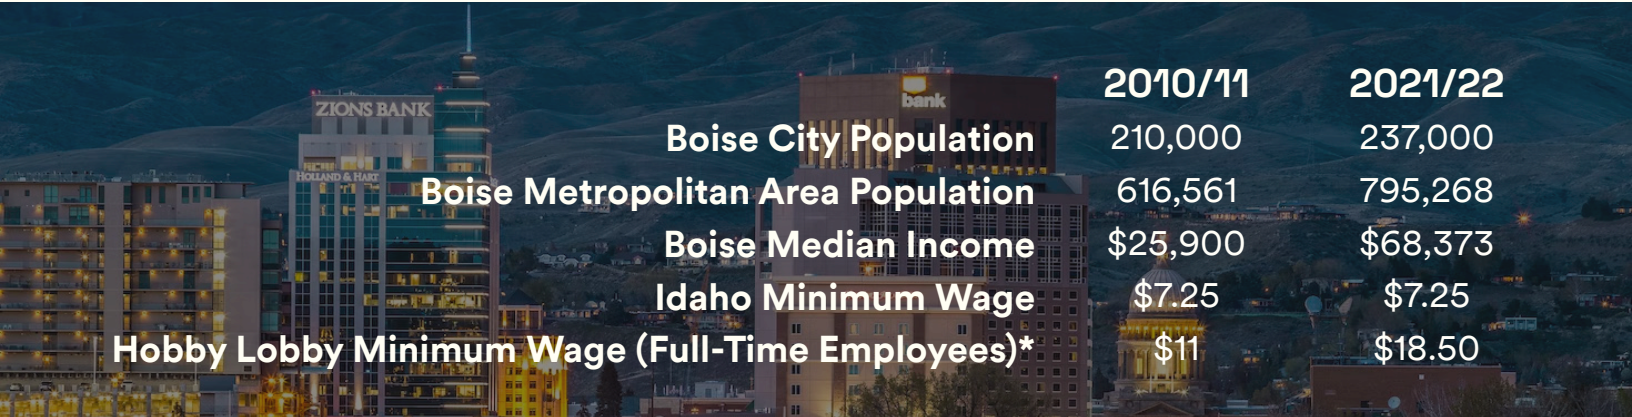 2010/11 2021/22
ZIONS BANK
bank
Boise City Population 210,000 237,000
HOLLAND & HART
Boise Metropolitan Area Population 616,561 795,268
Boise Median Income $25,900 $68,373
Idaho Minimum Wage $7.25 $7.25
Hobby Lobby Minimum Wage (Full-Time Employees)* $11 $18.50